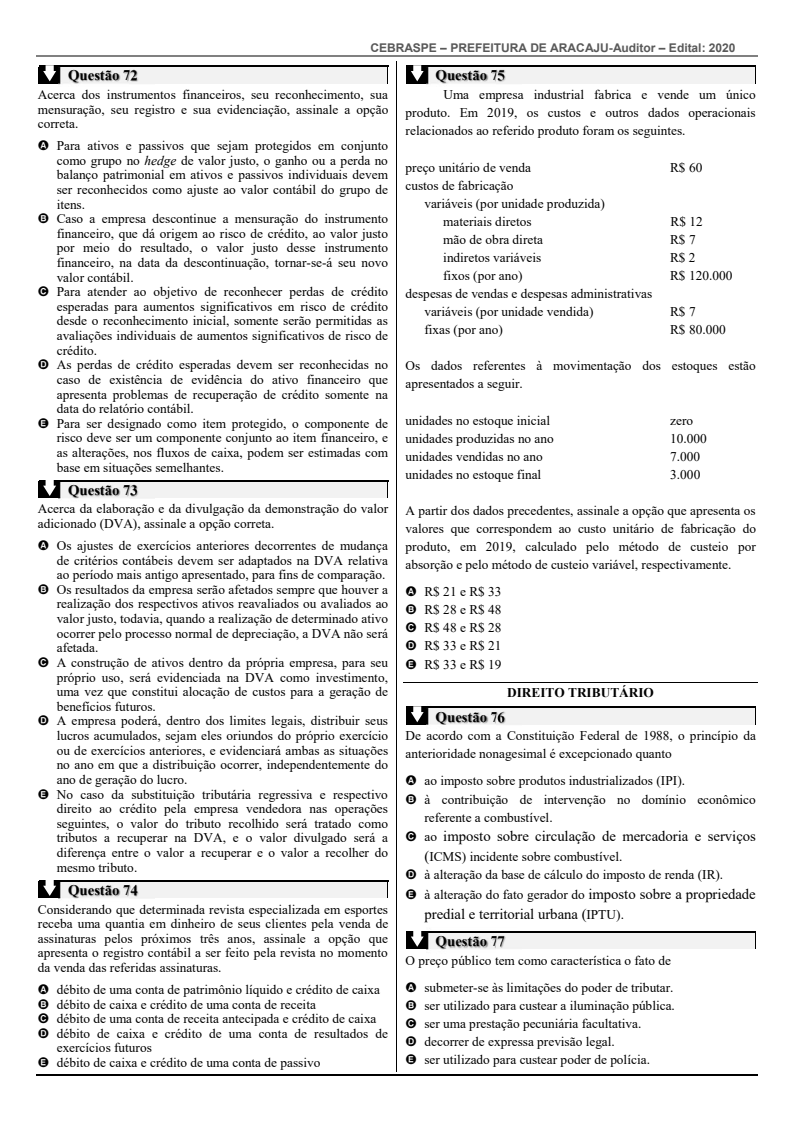 CEBRASPE – PREFEITURA DE ARACAJU-Auditor – Edital: 2020
Questão 72
Acerca dos instrumentos financeiros, seu reconhecimento, sua
mensuração, seu registro e sua evidenciação, assinale a opção
correta.
A Para ativos e passivos que sejam protegidos em conjunto
como grupo no hedge de valor justo, o ganho ou a perda no
balanço patrimonial em ativos e passivos individuais devem
ser reconhecidos como ajuste ao valor contábil do grupo de
itens.
B Caso a empresa descontinue a mensuração do instrumento
financeiro, que dá origem ao risco de crédito, ao valor justo
por meio do resultado, o valor justo desse instrumento
financeiro, na data da descontinuação, tornar-se-á seu novo
valor contábil.
C Para atender ao objetivo de reconhecer perdas de crédito
esperadas para aumentos significativos em risco de crédito
desde o reconhecimento inicial, somente serão permitidas as
avaliações individuais de aumentos significativos de risco de
crédito.
D As perdas de crédito esperadas devem ser reconhecidas no
caso de existência de evidência do ativo financeiro que
apresenta problemas de recuperação de crédito somente na
data do relatório contábil.
E Para ser designado como item protegido, o componente de
risco deve ser um componente conjunto ao item financeiro, e
as alterações, nos fluxos de caixa, podem ser estimadas com
base em situações semelhantes.
Questão 73
Acerca da elaboração e da divulgação da demonstração do valor
adicionado (DVA), assinale a opção correta.
A Os ajustes de exercícios anteriores decorrentes de mudança
de critérios contábeis devem ser adaptados na DVA relativa
ao período mais antigo apresentado, para fins de comparação.
B Os resultados da empresa serão afetados sempre que houver a
realização dos respectivos ativos reavaliados ou avaliados ao
valor justo, todavia, quando a realização de determinado ativo
ocorrer pelo processo normal de depreciação, a DVA não será
afetada.
C A construção de ativos dentro da própria empresa, para seu
próprio uso, será evidenciada na DVA como investimento,
uma vez que constitui alocação de custos para a geração de
benefícios futuros.
D A empresa poderá, dentro dos limites legais, distribuir seus
lucros acumulados, sejam eles oriundos do próprio exercício
ou de exercícios anteriores, e evidenciará ambas as situações
no ano em que a distribuição ocorrer, independentemente do
ano de geração do lucro.
E No caso da substituição tributária regressiva e respectivo
direito ao crédito pela empresa vendedora nas operações
seguintes, o valor do tributo recolhido será tratado como
tributos a recuperar na DVA, e o valor divulgado será a
diferença entre o valor a recuperar e o valor a recolher do
mesmo tributo.
Questão 74
Considerando que determinada revista especializada em esportes
receba uma quantia em dinheiro de seus clientes pela venda de
assinaturas pelos próximos três anos, assinale a opção que
apresenta o registro contábil a ser feito pela revista no momento
da venda das referidas assinaturas.
A débito de uma conta de patrimônio líquido e crédito de caixa
B débito de caixa e crédito de uma conta de receita
C débito de uma conta de receita antecipada e crédito de caixa
D débito de caixa e crédito de uma conta de resultados de
exercícios futuros
E débito de caixa e crédito de uma conta de passivo
Questão 75
Uma empresa industrial fabrica e vende um único
produto. Em 2019, os custos e outros dados operacionais
relacionados ao referido produto foram os seguintes.
preço unitário de venda R$ 60
custos de fabricação
variáveis (por unidade produzida)
materiais diretos R$ 12
mão de obra direta R$ 7
indiretos variáveis R$ 2
fixos (por ano) R$ 120.000
despesas de vendas e despesas administrativas
variáveis (por unidade vendida) R$ 7
fixas (por ano) R$ 80.000
Os dados referentes à movimentação dos estoques estão
apresentados a seguir.
unidades no estoque inicial zero
unidades produzidas no ano 10.000
unidades vendidas no ano 7.000
unidades no estoque final 3.000
A partir dos dados precedentes, assinale a opção que apresenta os
valores que correspondem ao custo unitário de fabricação do
produto, em 2019, calculado pelo método de custeio por
absorção e pelo método de custeio variável, respectivamente.
A R$ 21 e R$ 33
B R$ 28 e R$ 48
C R$ 48 e R$ 28
D R$ 33 e R$ 21
E R$ 33 e R$ 19
DIREITO TRIBUTÁRIO
Questão 76
De acordo com a Constituição Federal de 1988, o princípio da
anterioridade nonagesimal é excepcionado quanto
A ao imposto sobre produtos industrializados (IPI).
B à contribuição de intervenção no domínio econômico
referente a combustível.
C ao imposto sobre circulação de mercadoria e serviços
(ICMS) incidente sobre combustível.
D à alteração da base de cálculo do imposto de renda (IR).
E à alteração do fato gerador do imposto sobre a propriedade
predial e territorial urbana (IPTU).
Questão 77
O preço público tem como característica o fato de
A submeter-se às limitações do poder de tributar.
B ser utilizado para custear a iluminação pública.
C ser uma prestação pecuniária facultativa.
D decorrer de expressa previsão legal.
E ser utilizado para custear poder de polícia.